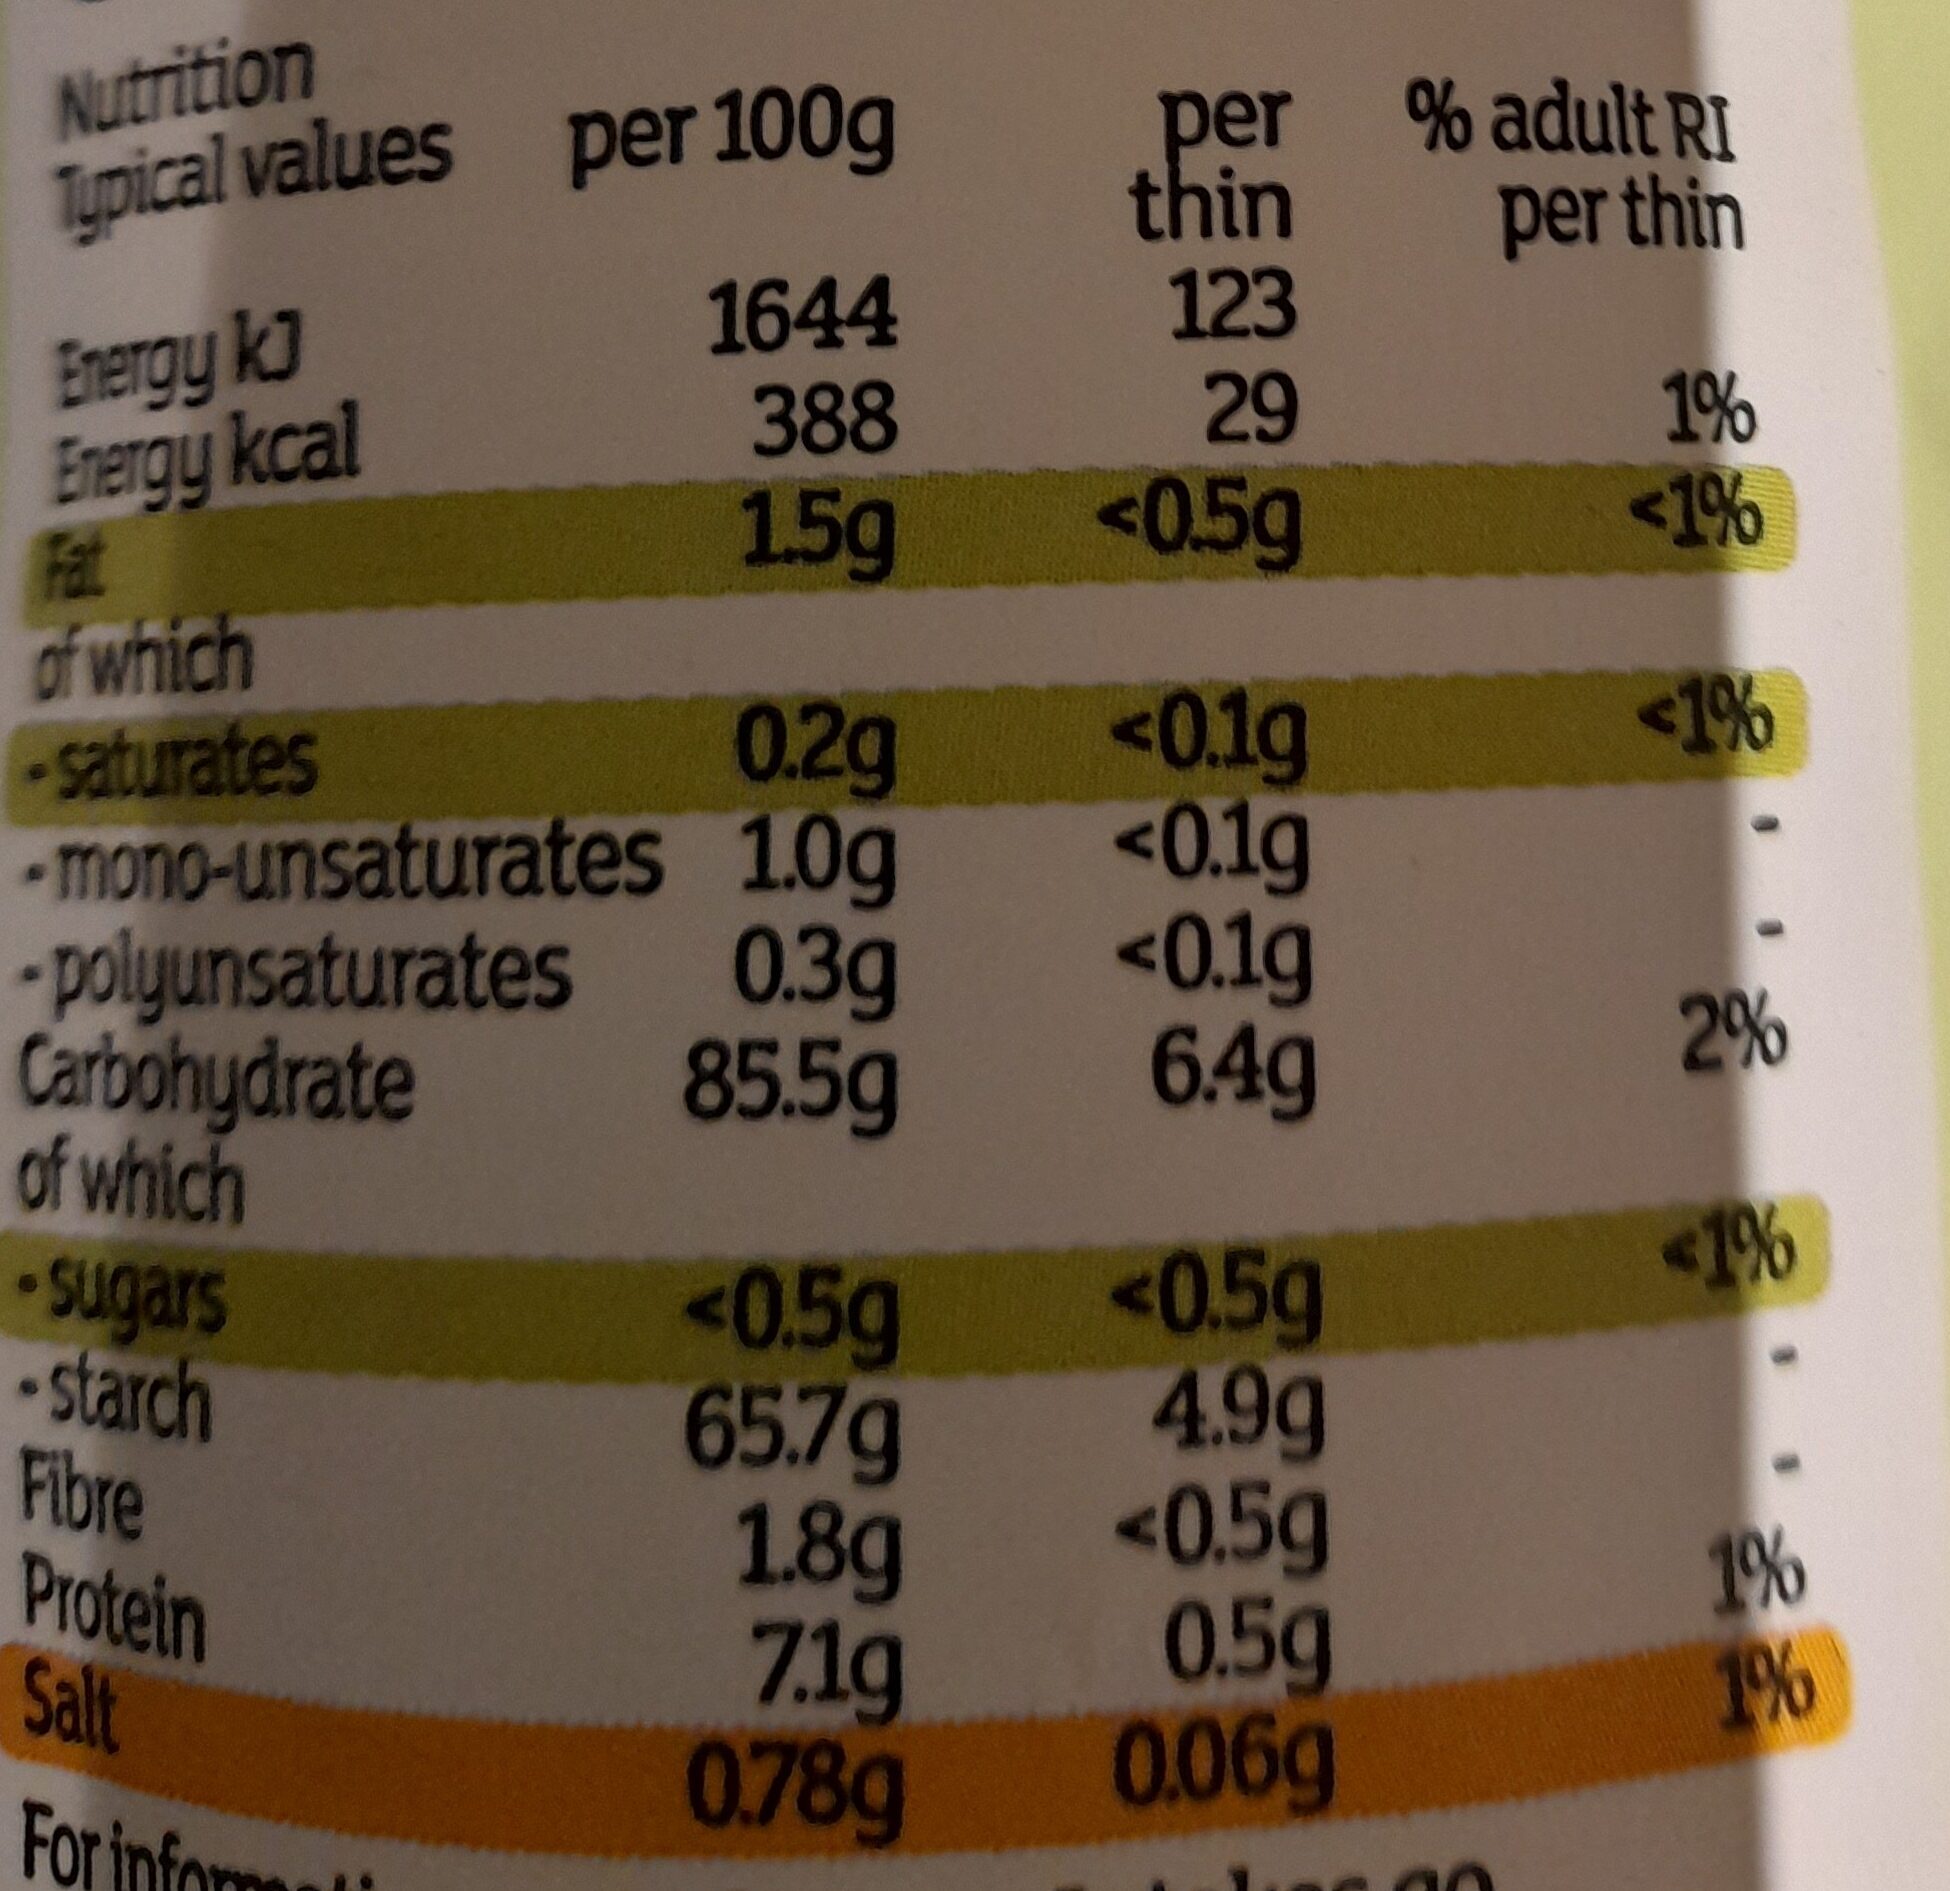 Nutrition
Typical values per 100g per thin % adult RI per thin
Energy kJ 1644 123
Energy kcal 388 29 1%
Fat 1.5g <0.5g <1%
of which
- saturates 0.2g <0.1g <1%
- mono-unsaturates 1.0g <0.1g -
- polyunsaturates 0.3g <0.1g -
Carbohydrate 85.5g 6.4g 2%
of which
- sugars <0.5g <0.5g <1%
- starch 65.7g 4.9g -
Fibre 1.8g <0.5g -
Protein 7.1g 0.5g 1%
Salt 0.78g 0.06g 1%
For